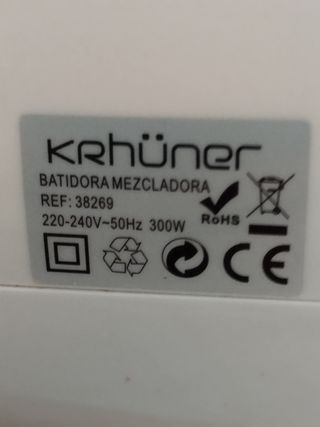 KRhüner
BATIDORA MEZCLADORA
REF: 38269
RoHS
220-240V~50Hz 300W
CE